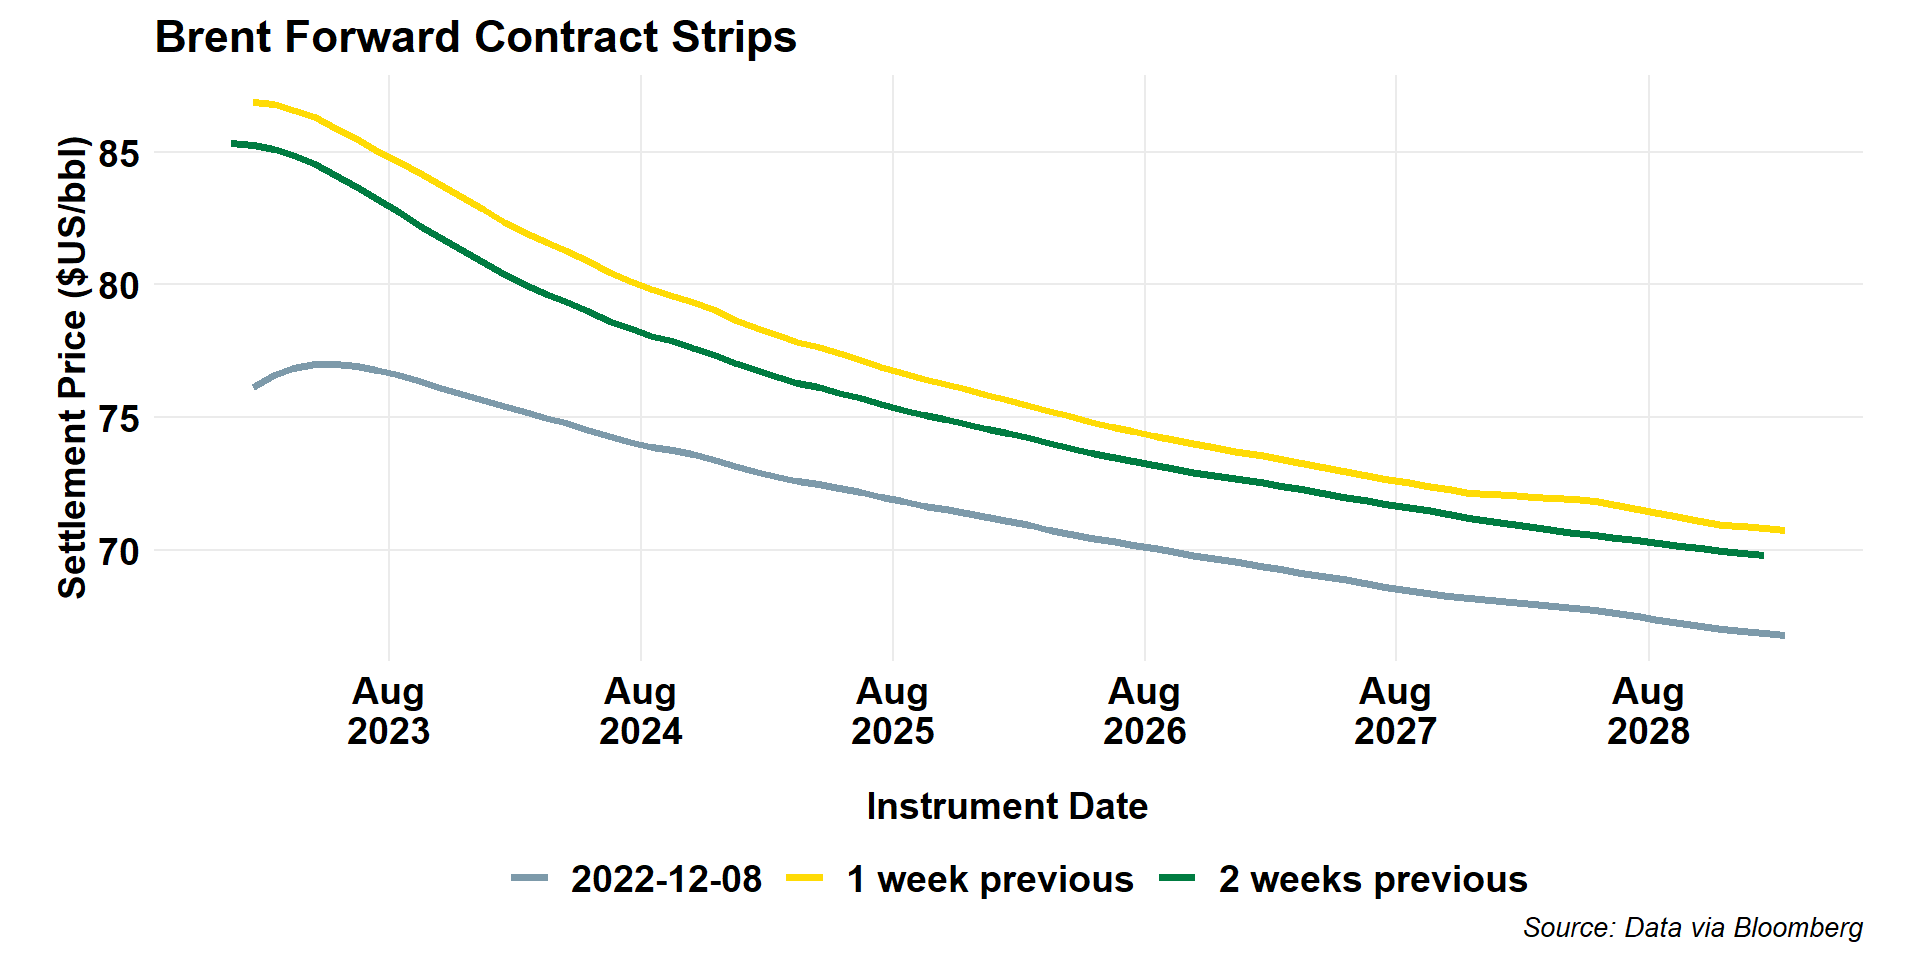 Brent Forward Contract Strips
Settlement Price ($US/bbl)
85
80
75
70
Aug
2023
Aug
2024
Aug
2025
Aug
2026
Aug
2027
Aug
2028
Instrument Date
2022-12-08
1 week previous
2 weeks previous
Source: Data via Bloomberg